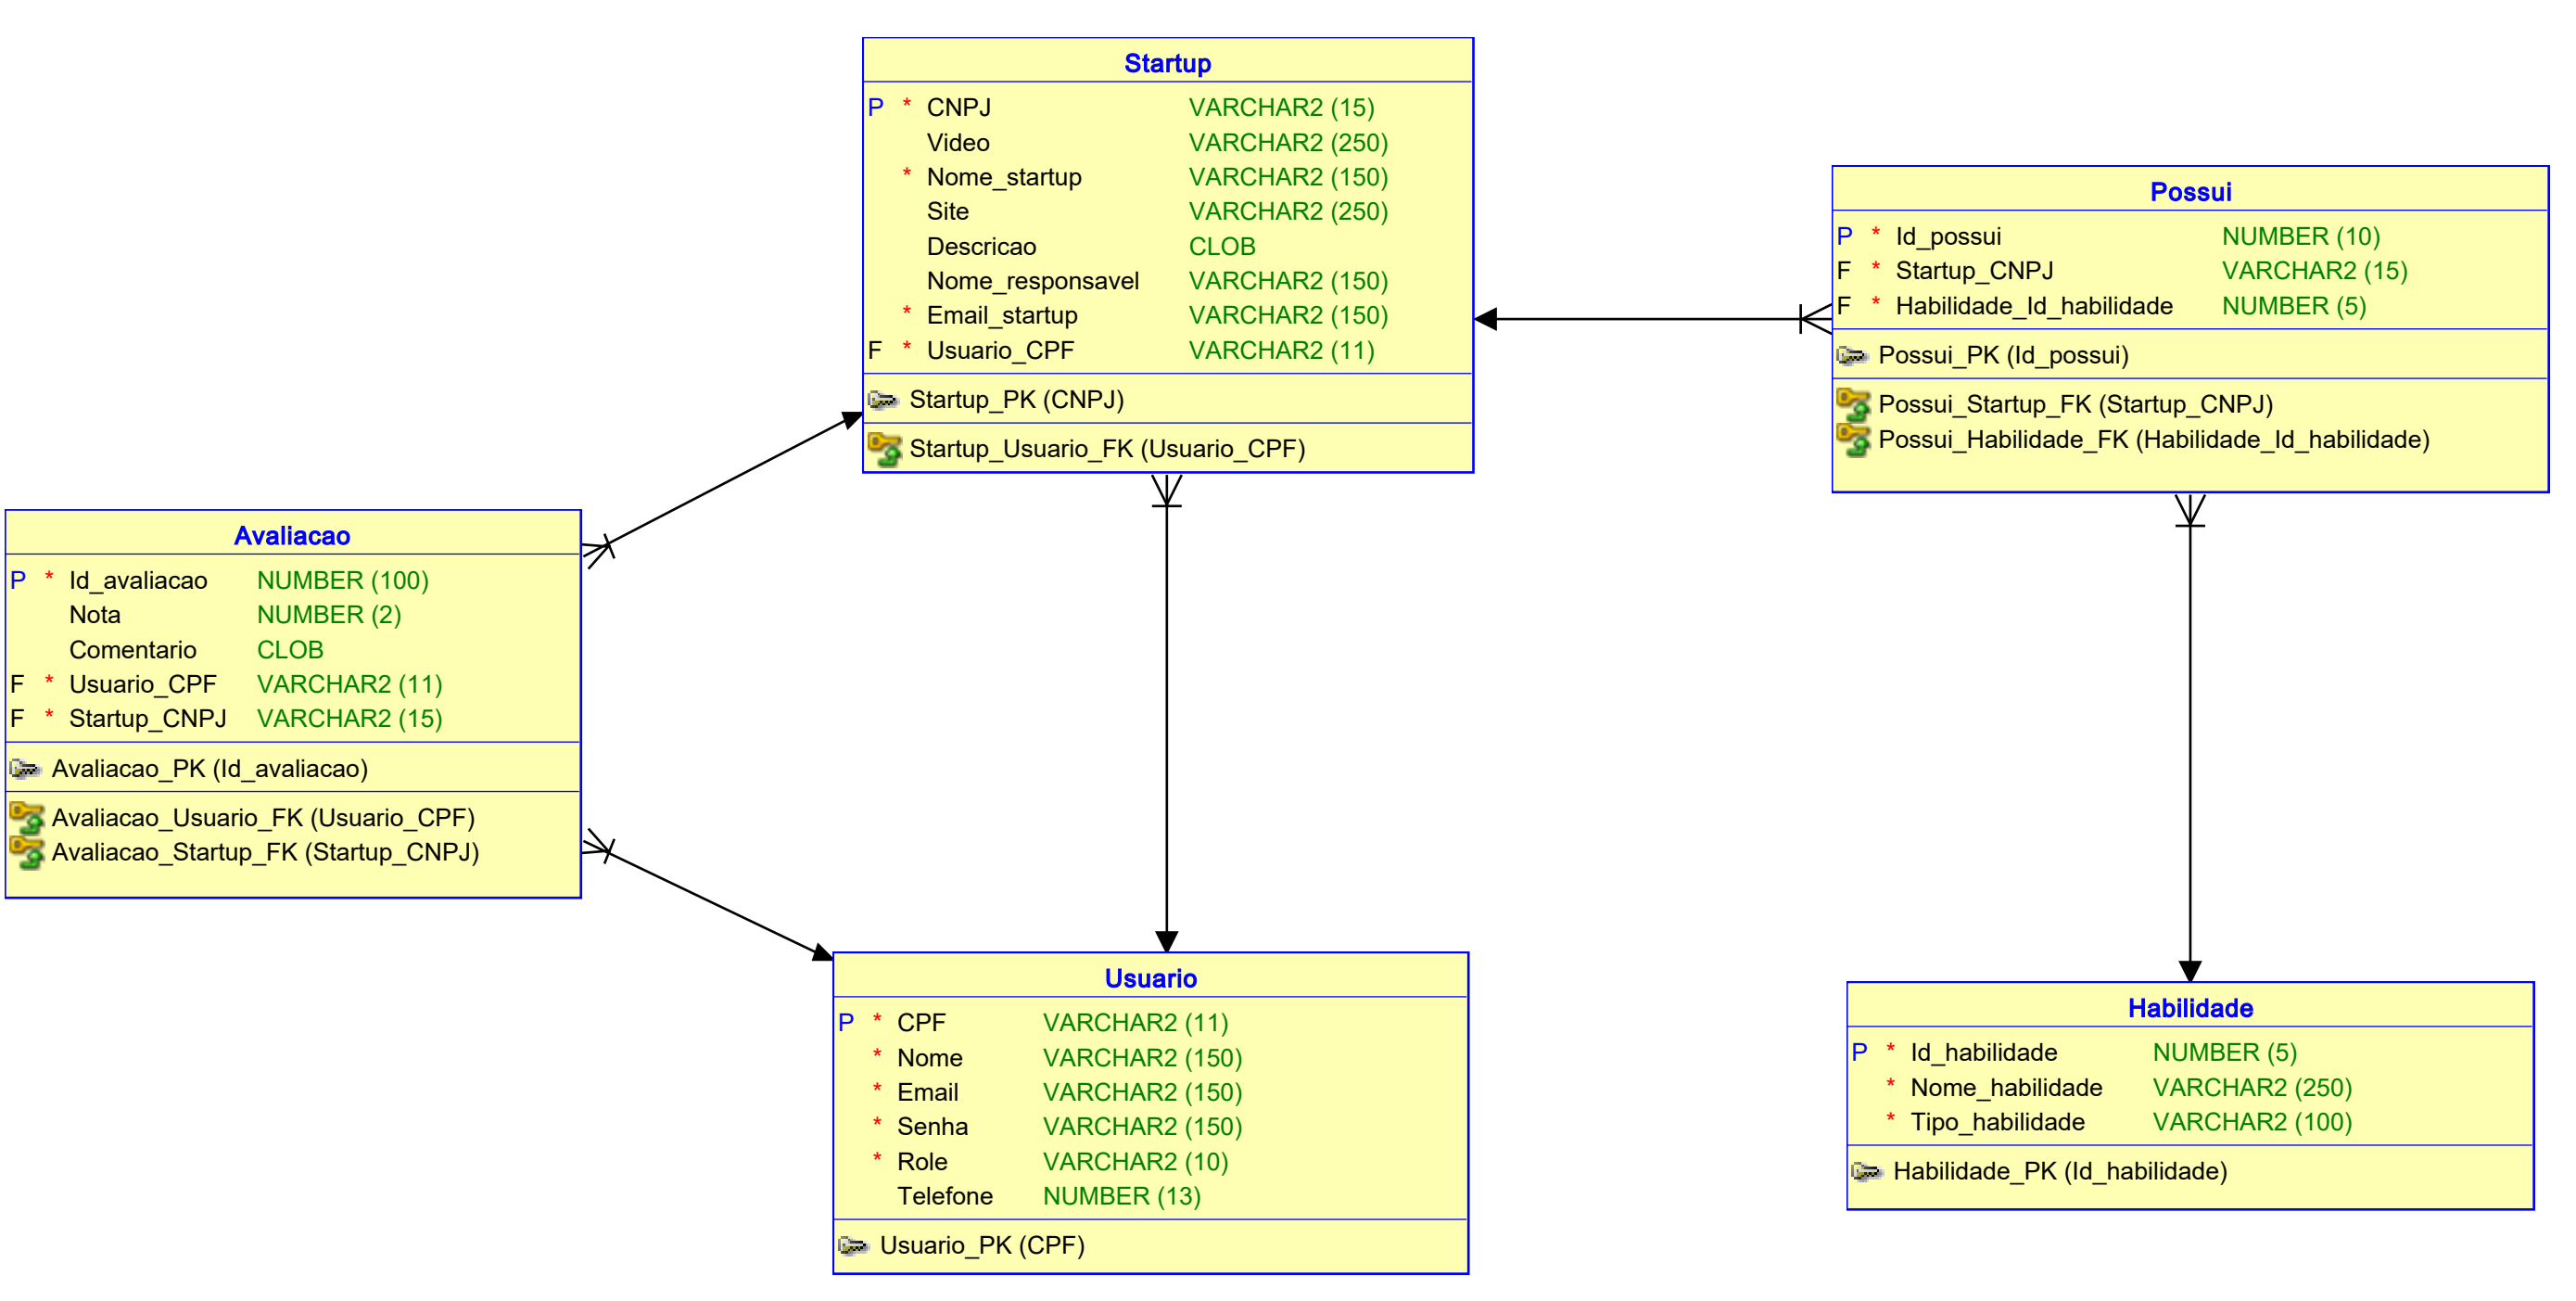 Startup
P * CNPJ VARCHAR2 (15)
Video VARCHAR2 (250)
* Nome_startup VARCHAR2 (150)
Site VARCHAR2 (250)
Descricao CLOB
Nome_responsavel VARCHAR2 (150)
* Email_startup VARCHAR2 (150)
F * Usuario_CPF VARCHAR2 (11)
Startup_PK (CNPJ)
Startup_Usuario_FK (Usuario_CPF)
Possui
P * Id_possui NUMBER (10)
F * Startup_CNPJ VARCHAR2 (15)
F * Habilidade_Id_habilidade NUMBER (5)
Possui_PK (Id_possui)
Possui_Startup_FK (Startup_CNPJ)
Possui_Habilidade_FK (Habilidade_Id_habilidade)
Avaliacao
P * Id_avaliacao NUMBER (100)
Nota NUMBER (2)
Comentario CLOB
F * Usuario_CPF VARCHAR2 (11)
F * Startup_CNPJ VARCHAR2 (15)
Avaliacao_PK (Id_avaliacao)
Avaliacao_Usuario_FK (Usuario_CPF)
Avaliacao_Startup_FK (Startup_CNPJ)
Usuario
P * CPF VARCHAR2 (11)
* Nome VARCHAR2 (150)
* Email VARCHAR2 (150)
* Senha VARCHAR2 (150)
* Role VARCHAR2 (10)
Telefone NUMBER (13)
Usuario_PK (CPF)
Habilidade
P * Id_habilidade NUMBER (5)
* Nome_habilidade VARCHAR2 (250)
* Tipo_habilidade VARCHAR2 (100)
Habilidade_PK (Id_habilidade)